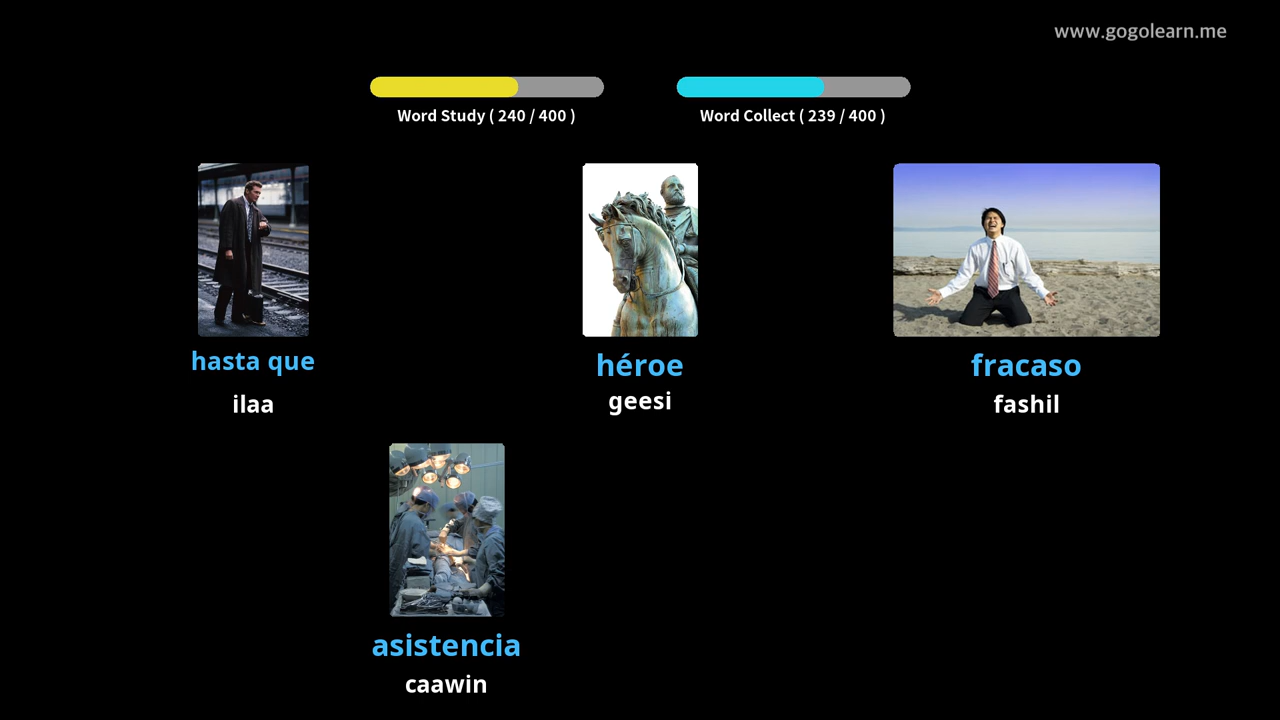 www.gogolearn.me
Word Study ( 240 / 400 )
Word Collect ( 239 / 400 )
hasta que
ilaa
héroe
geesi
fracaso
fashil
asistencia
caawin